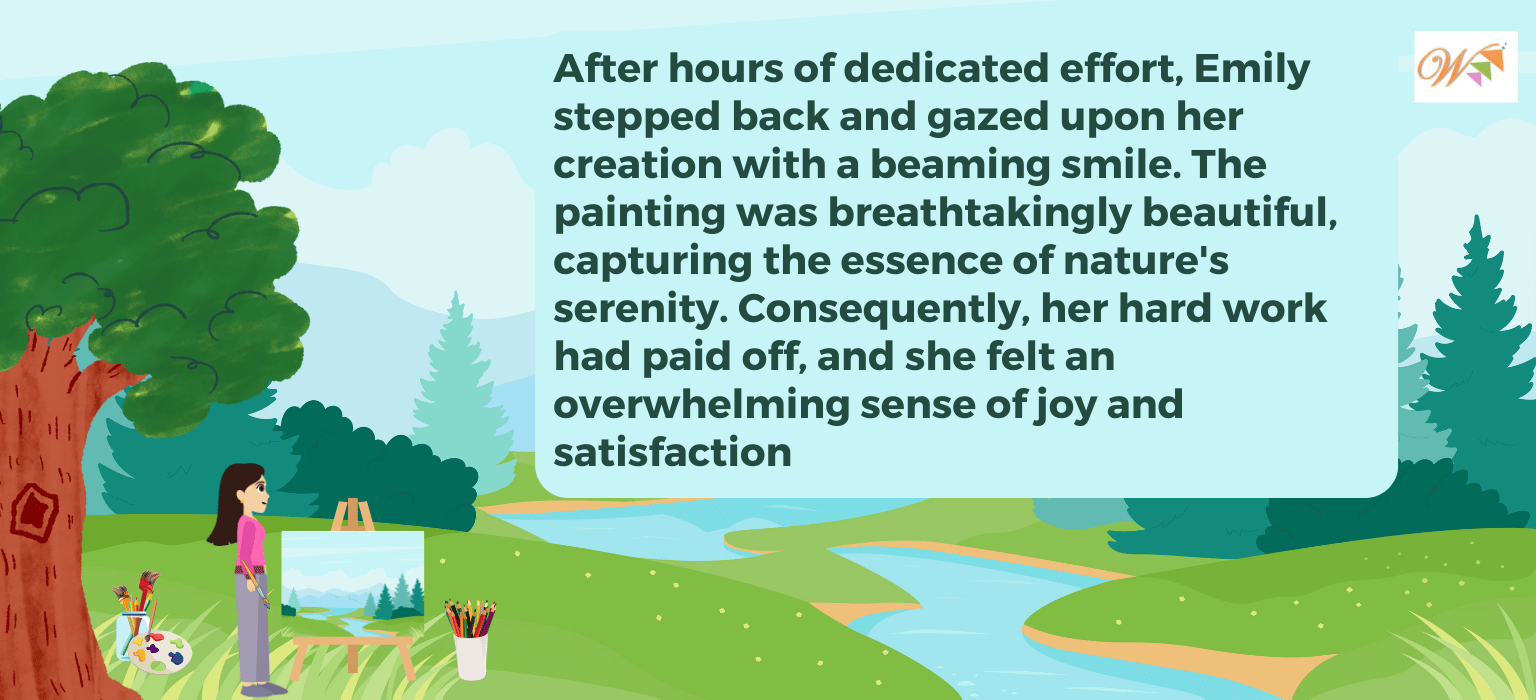 After hours of dedicated effort, Emily
stepped back and gazed upon her
creation with a beaming smile. The
painting was breathtakingly beautiful,
capturing the essence of nature's
serenity. Consequently, her hard work
had paid off, and she felt an
overwhelming sense of joy and
satisfaction
W